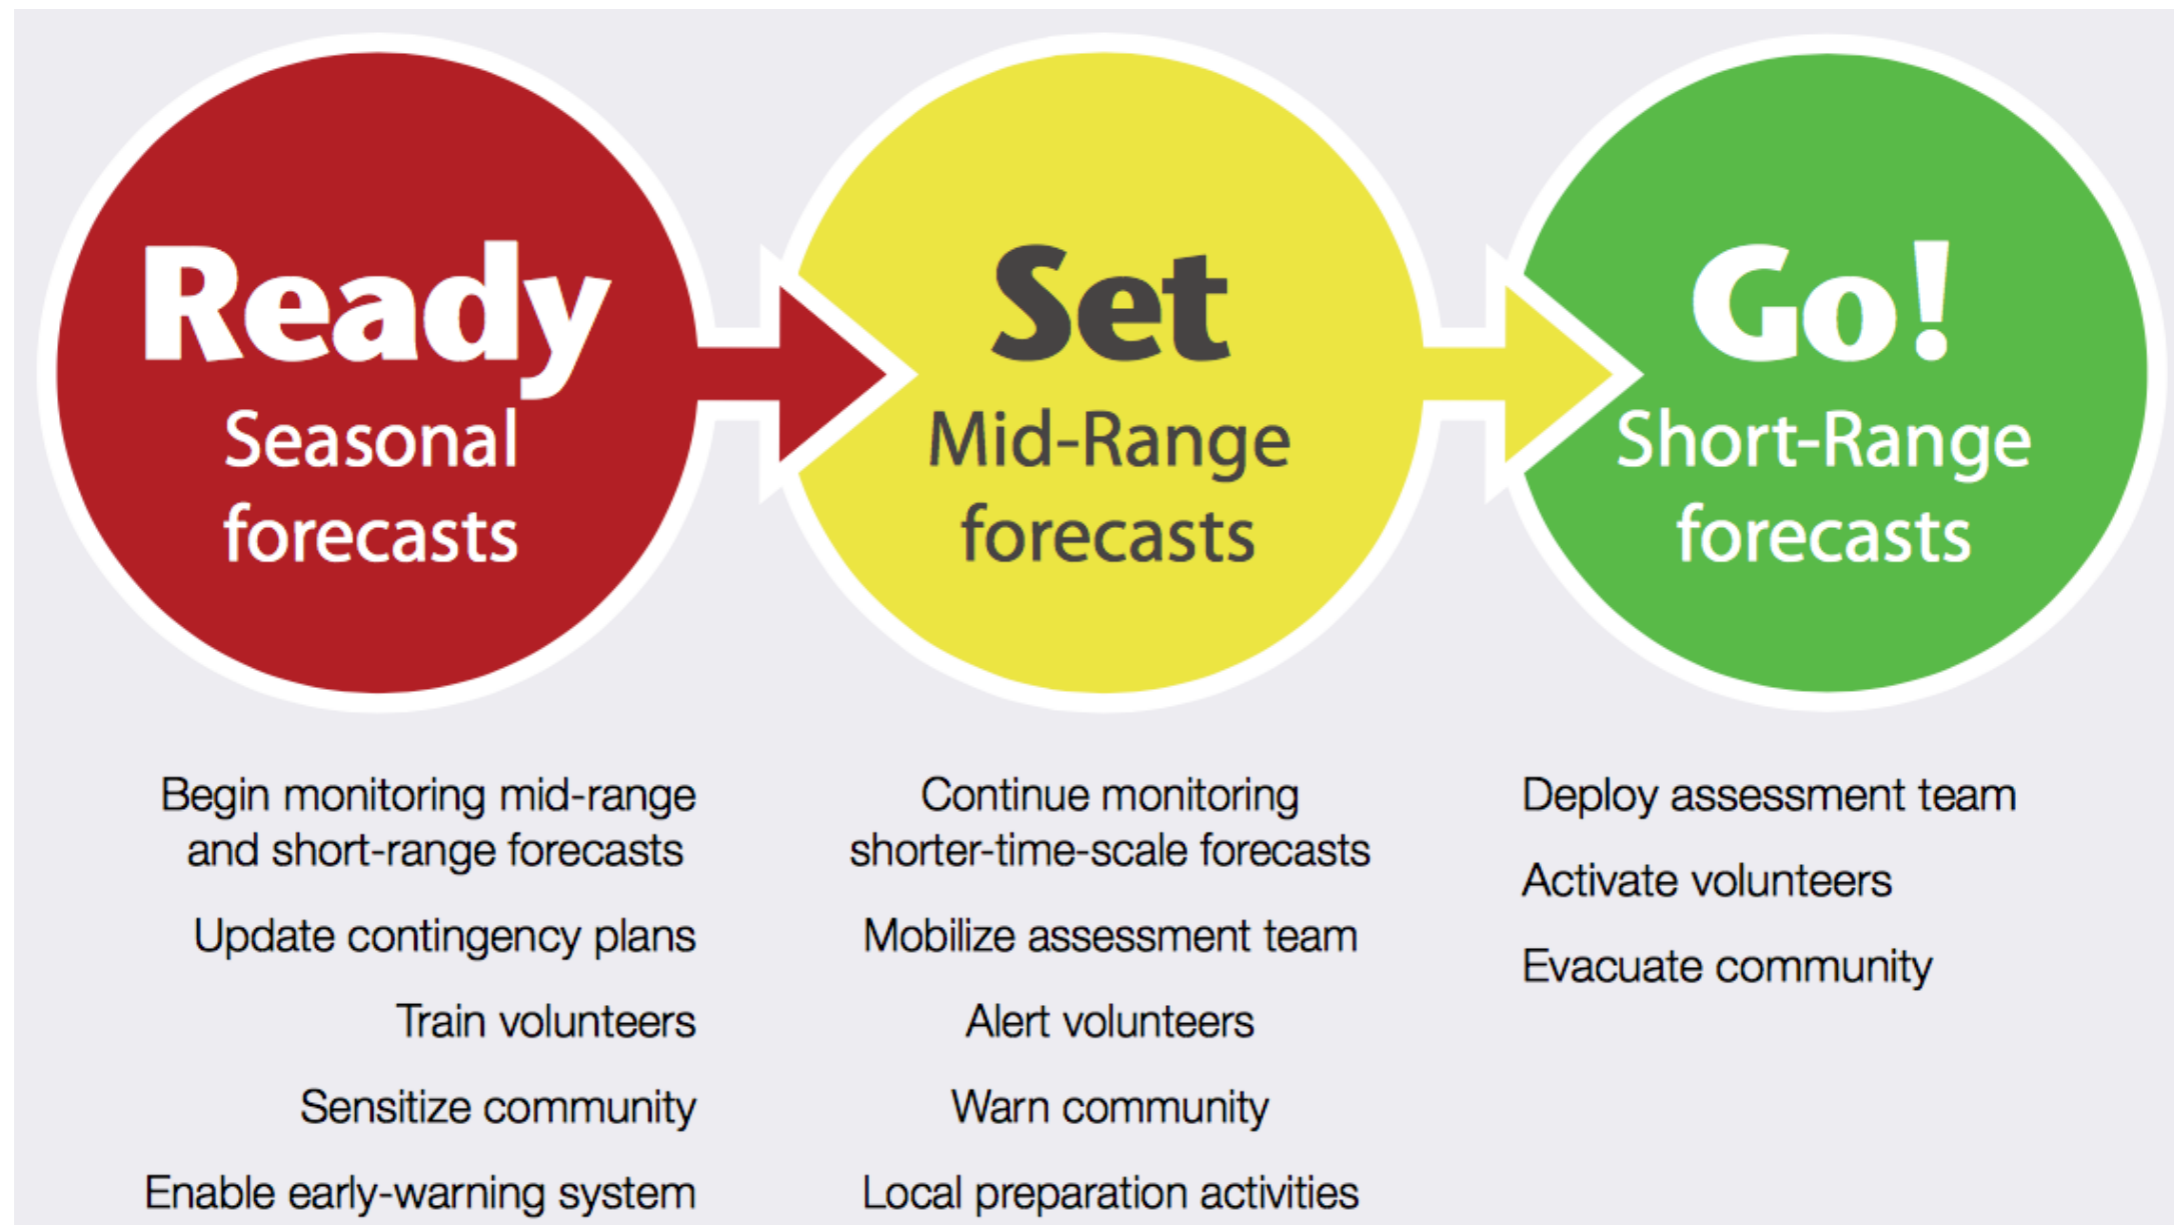 Ready
Seasonal
forecasts
Begin monitoring mid-range
and short-range forecasts
Update contingency plans
Train volunteers
Sensitize community
Enable early-warning system
Set
Mid-Range
forecasts
Continue monitoring
shorter-time-scale forecasts
Mobilize assessment team
Alert volunteers
Warn community
Local preparation activities
Go!
Short-Range
forecasts
Deploy assessment team
Activate volunteers
Evacuate community